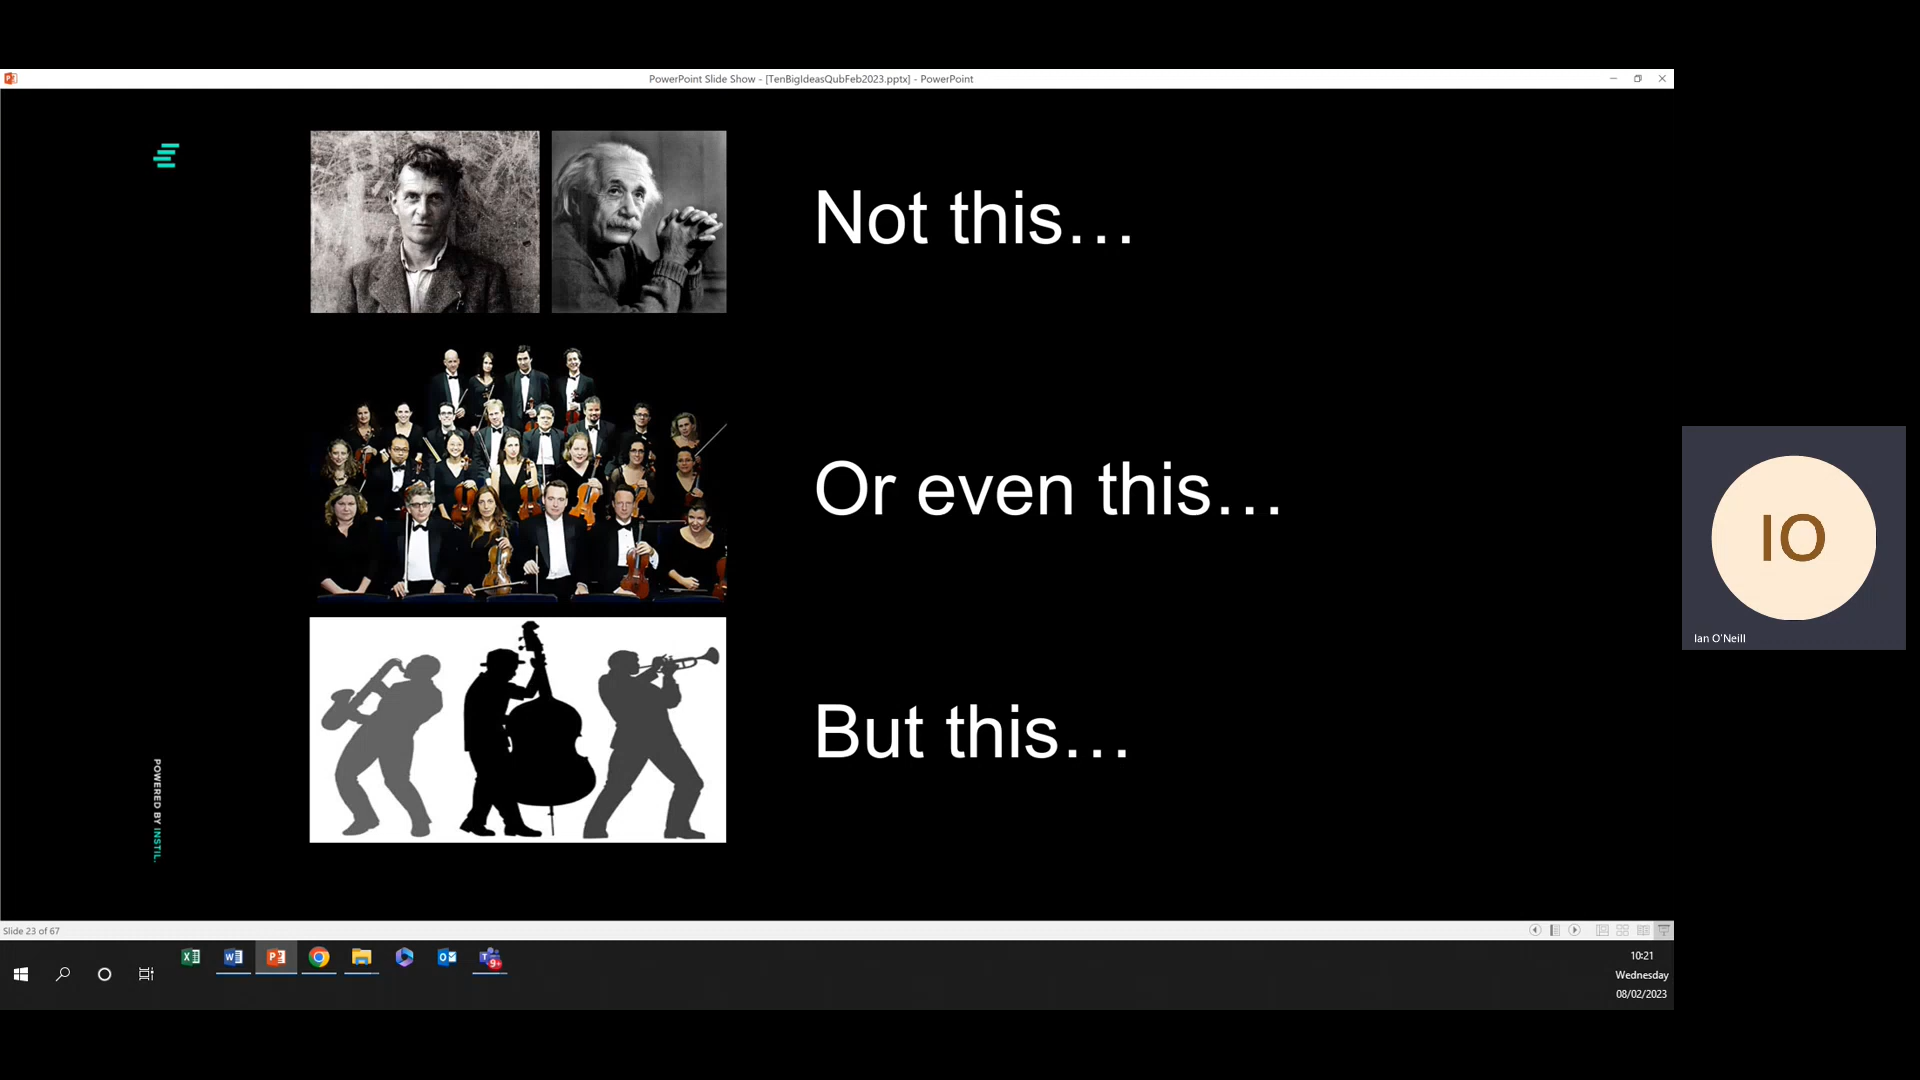 PowerPoint Slide Show - [TenBigIdeasQubFeb2023.pptx] - PowerPoint
Not this...
Or even this...
But this...
POWERED BY INSTIL.
IO
Ian O'Neill
Slide 23 of 67
9+
10:21
Wednesday
08/02/2023